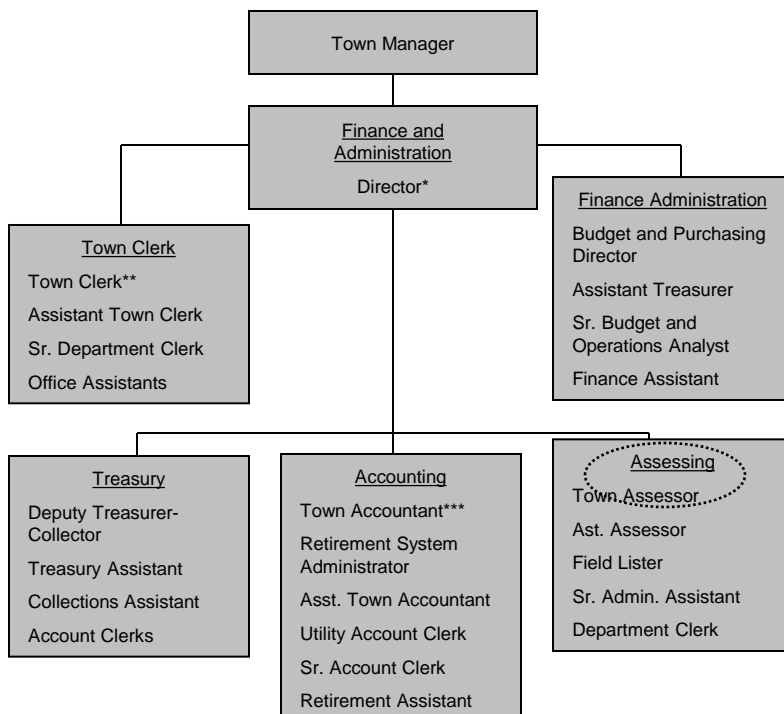 Town Manager
Finance and
Administration
Director*
Town Clerk
Town Clerk**
Assistant Town Clerk
Sr. Department Clerk
Office Assistants
Finance Administration
Budget and Purchasing
Director
Assistant Treasurer
Sr. Budget and
Operations Analyst
Finance Assistant
Treasury
Deputy Treasurer-
Collector
Treasury Assistant
Collections Assistant
Account Clerks
Accounting
Town Accountant***
Retirement System
Administrator
Asst. Town Accountant
Utility Account Clerk
Sr. Account Clerk
Retirement Assistant
Assessing
Town Assessor
Ast. Assessor
Field Lister
Sr. Admin. Assistant
Department Clerk